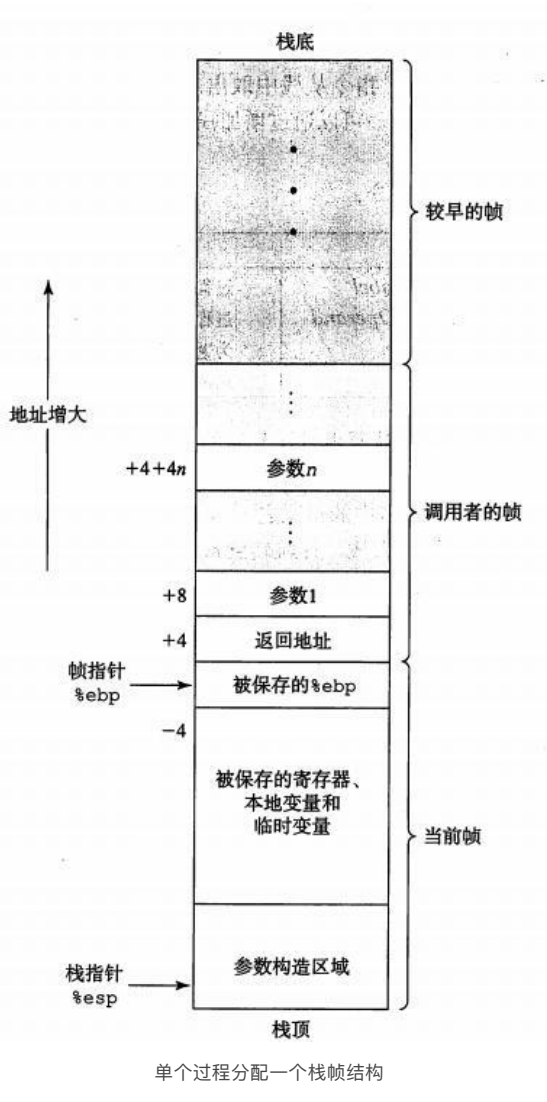 栈底
较早的帧
地址增大
+4+4n
参数n
调用者的帧
+8
参数1
+4
返回地址
帧指针
%ebp
被保存的%ebp
-4
被保存的寄存器、
本地变量和
临时变量
当前帧
栈指针
%esp
参数构造区域
栈顶
单个过程分配一个栈帧结构